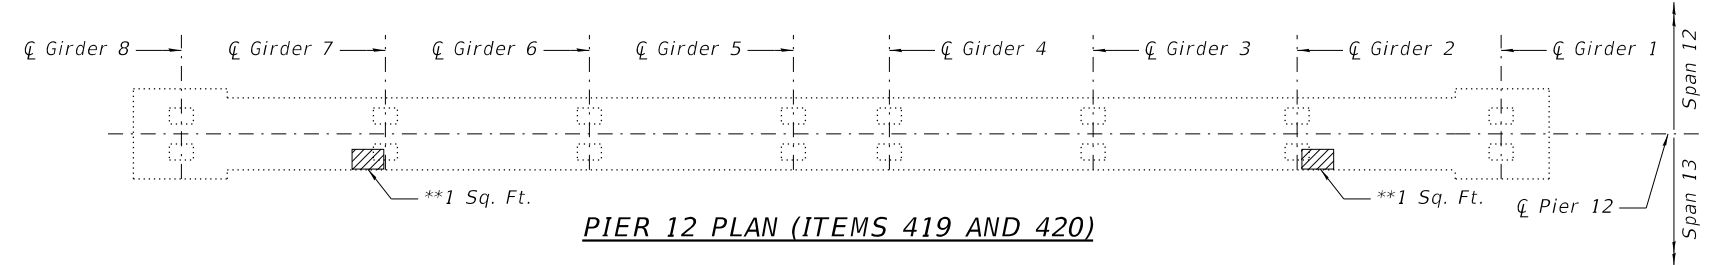 ℄ Girder 8
℄ Girder 7
℄ Girder 6
℄ Girder 5
℄ Girder 4
℄ Girder 3
℄ Girder 2
℄ Girder 1
Span 12
Span 13
**1 Sq. Ft.
**1 Sq. Ft.
℄ Pier 12
PIER 12 PLAN (ITEMS 419 AND 420)